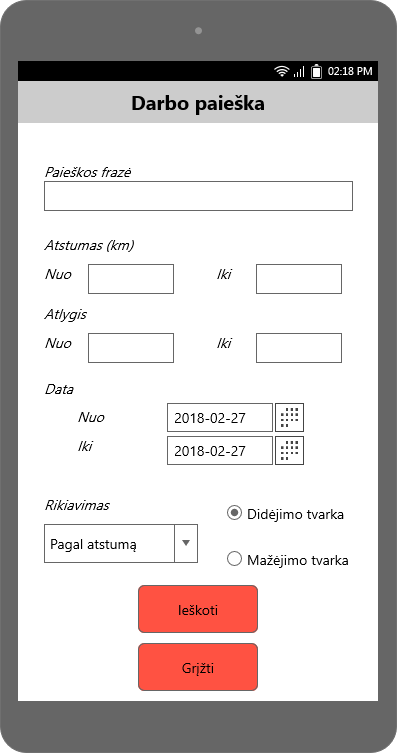 02:18 PM
Darbo paieška
Paieškos frazė
Atstumas (km)
Nuo Iki
Atlygis
Nuo Iki
Data
Nuo 2018-02-27
Iki 2018-02-27
Rikiavimas
Didėjimo tvarka
Pagal atstumą
Mažėjimo tvarka
Ieškoti
Grįžti